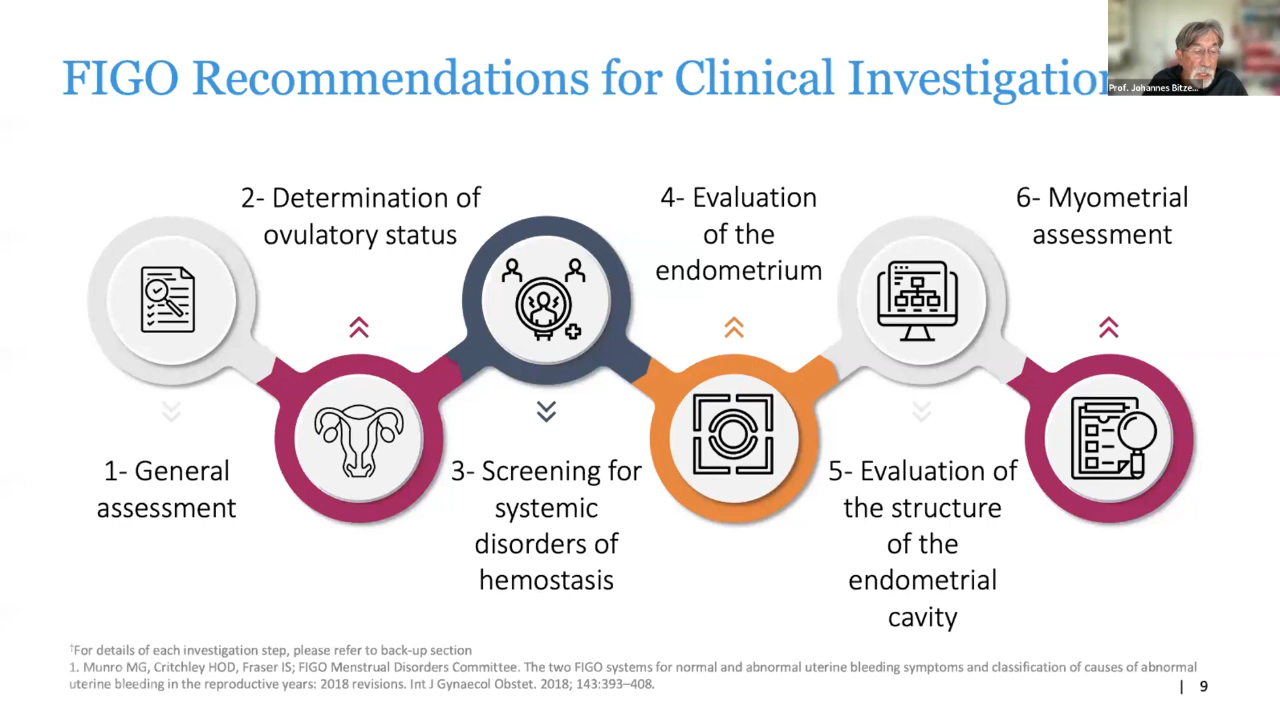 FIGO Recommendations for Clinical Investigation
Prof. Johannes Bitze...
2- Determination of
ovulatory status
4- Evaluation
of the
endometrium
6- Myometrial
assessment
1- General
assessment
3- Screening for
systemic
disorders of
hemostasis
5- Evaluation of
the structure
of the
endometrial
cavity
†For details of each investigation step, please refer to back-up section
1. Munro MG, Critchley HOD, Fraser IS; FIGO Menstrual Disorders Committee. The two FIGO systems for normal and abnormal uterine bleeding symptoms and classification of causes of abnormal
uterine bleeding in the reproductive years: 2018 revisions. Int J Gynaecol Obstet. 2018; 143:393–408.
| 9